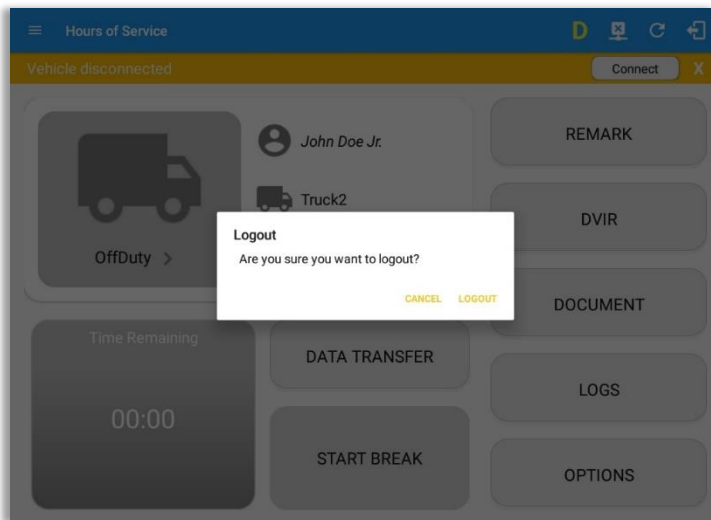 Hours of Service
D
Vehicle disconnected
Connect
X
John Doe Jr.
Truck2
OffDuty >
Logout
Are you sure you want to logout?
CANCEL LOGOUT
Time Remaining
00:00
DATA TRANSFER
START BREAK
REMARK
DVIR
DOCUMENT
LOGS
OPTIONS